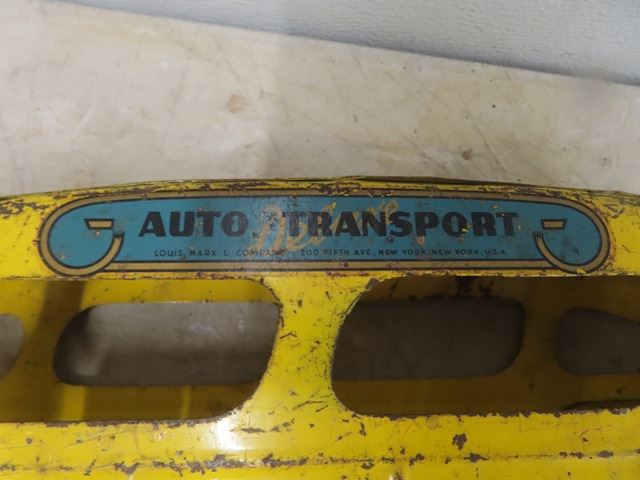 AUTO TRANSPORT
LOUIS MARX & COMPANY 200 FIFTH AVE. NEW YORK, NEW YORK, U.S.A.